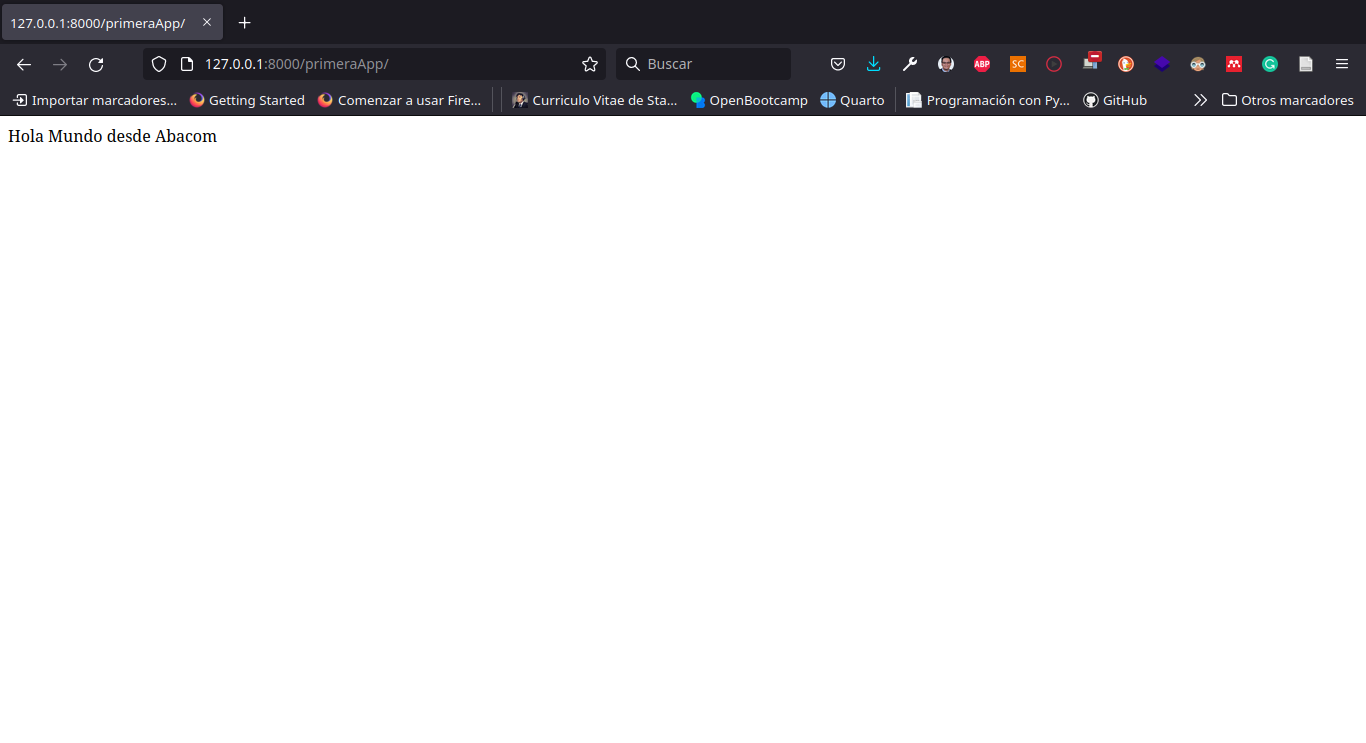 127.0.0.1:8000/primeraApp/
127.0.0.1:8000/primeraApp/
Buscar
ABP
SC
Importar marcadores...
Getting Started
Comenzar a usar Fire...
Curriculo Vitae de Sta...
OpenBootcamp
Quarto
Programación con Py...
GitHub
Otros marcadores
Hola Mundo desde Abacom